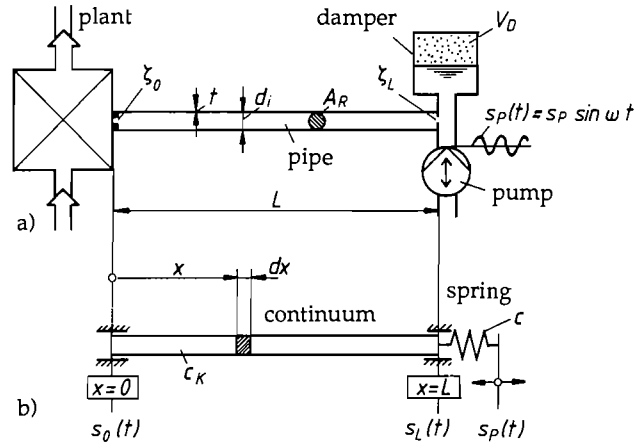 plant
damper
V_D
ζ_0
t
d_i
A_R
ζ_L
s_P(t) = s_P sin ω t
pipe
pump
L
a)
x
dx
continuum
spring
c
c_K
x=0
x=L
b)
s_0(t)
s_L(t)
s_P(t)